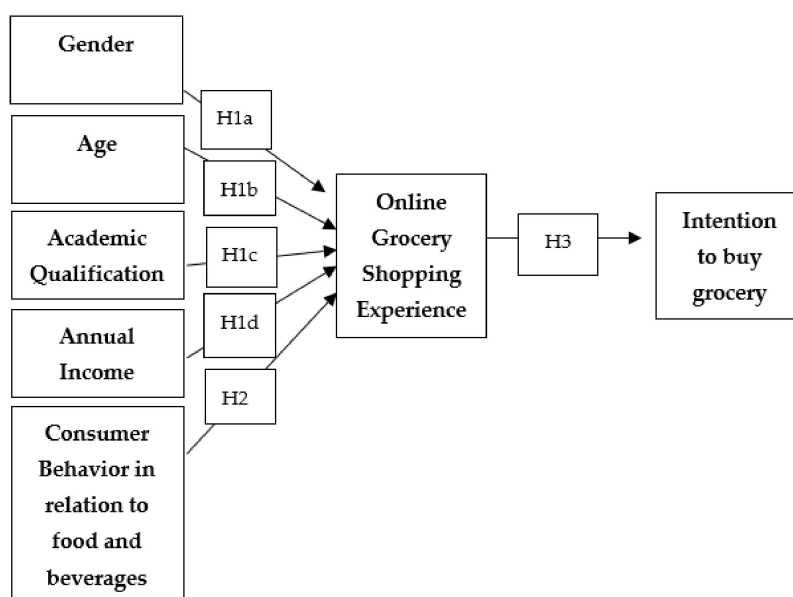 Gender
H1a
Age
H1b
Academic
Qualification
H1c
Annual
Income
H1d
Consumer
Behavior in
relation to
food and
beverages
H2
Online
Grocery
Shopping
Experience
H3
Intention
to buy
grocery